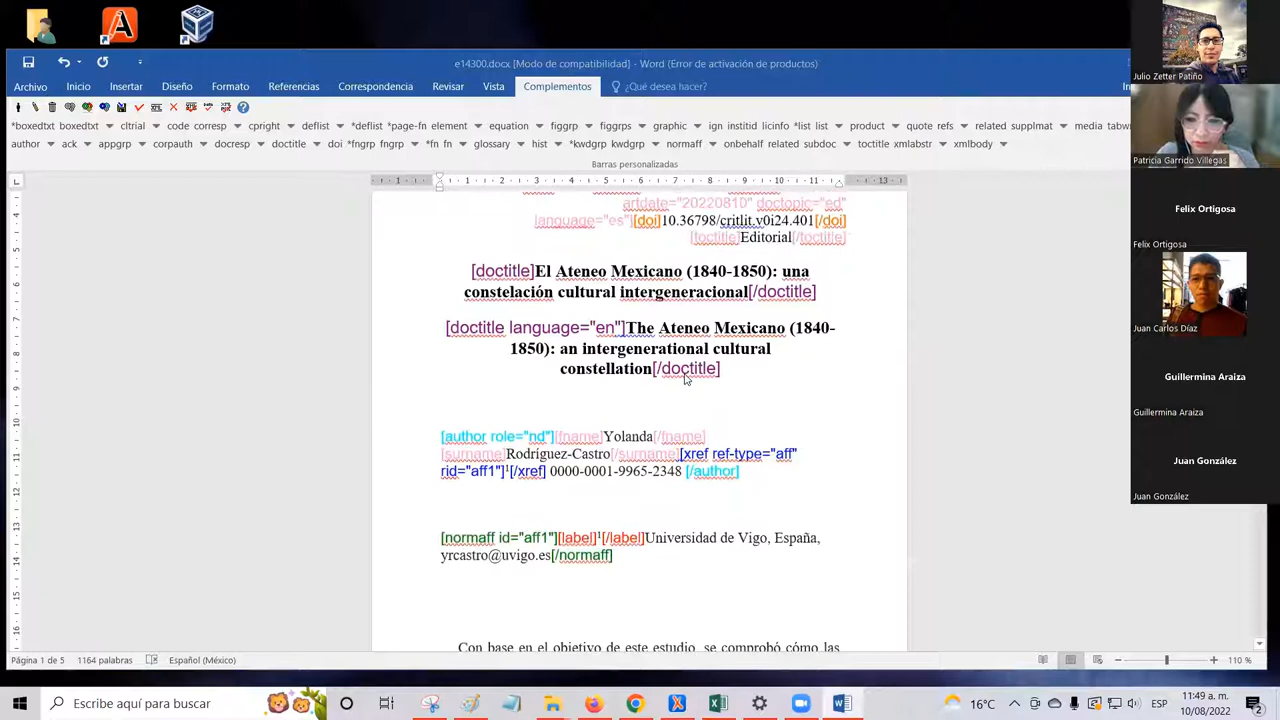 e14300.docx [Modo de compatibilidad] - Word (Error de activación de productos)
Archivo Inicio Insertar Diseño Formato Referencias Correspondencia Revisar Vista Complementos ¿Qué desea hacer?
*boxedtxt boxedtxt cltrial code corresp cpright deflist *deflist *page-fn element equation figgrp figgrps graphic ign institid licinfo *list list product quote refs related supplmat media tabw
author ack appgrp corpauth docresp doctitle doi *fngrp fngrp *fn fn glossary hist *kwdgrp kwdgrp normaff onbehalf related subdoc toctitle xmlabstr xmlbody
Barras personalizadas
artdate="20220810" doctopic="ed"
language="es"][doi]10.36798/critlit.v0i24.401[/doi]
[toctitle]Editorial[/toctitle]
[doctitle]El Ateneo Mexicano (1840-1850): una
constelación cultural intergeneracional[/doctitle]
[doctitle language="en"]The Ateneo Mexicano (1840-
1850): an intergenerational cultural
constellation[/doctitle]
[author role="nd"][fname]Yolanda[/fname]
[surname]Rodríguez-Castro[/surname][xref ref-type="aff"
rid="aff1"]¹[/xref] 0000-0001-9965-2348 [/author]
[normaff id="aff1"][label]¹[/label]Universidad de Vigo, España,
yrcastro@uvigo.es[/normaff]
Con base en el objetivo de este estudio, se comprobó cómo las
Página 1 de 5 1164 palabras Español (México) 110 %
Escribe aquí para buscar
16°C
11:49 a. m.
10/08/2022
2
Julio Zetter Patiño
Patricia Garrido Villegas
Felix Ortigosa
Felix Ortigosa
Juan Carlos Díaz
Guillermina Araiza
Guillermina Araiza
Juan González
Juan González